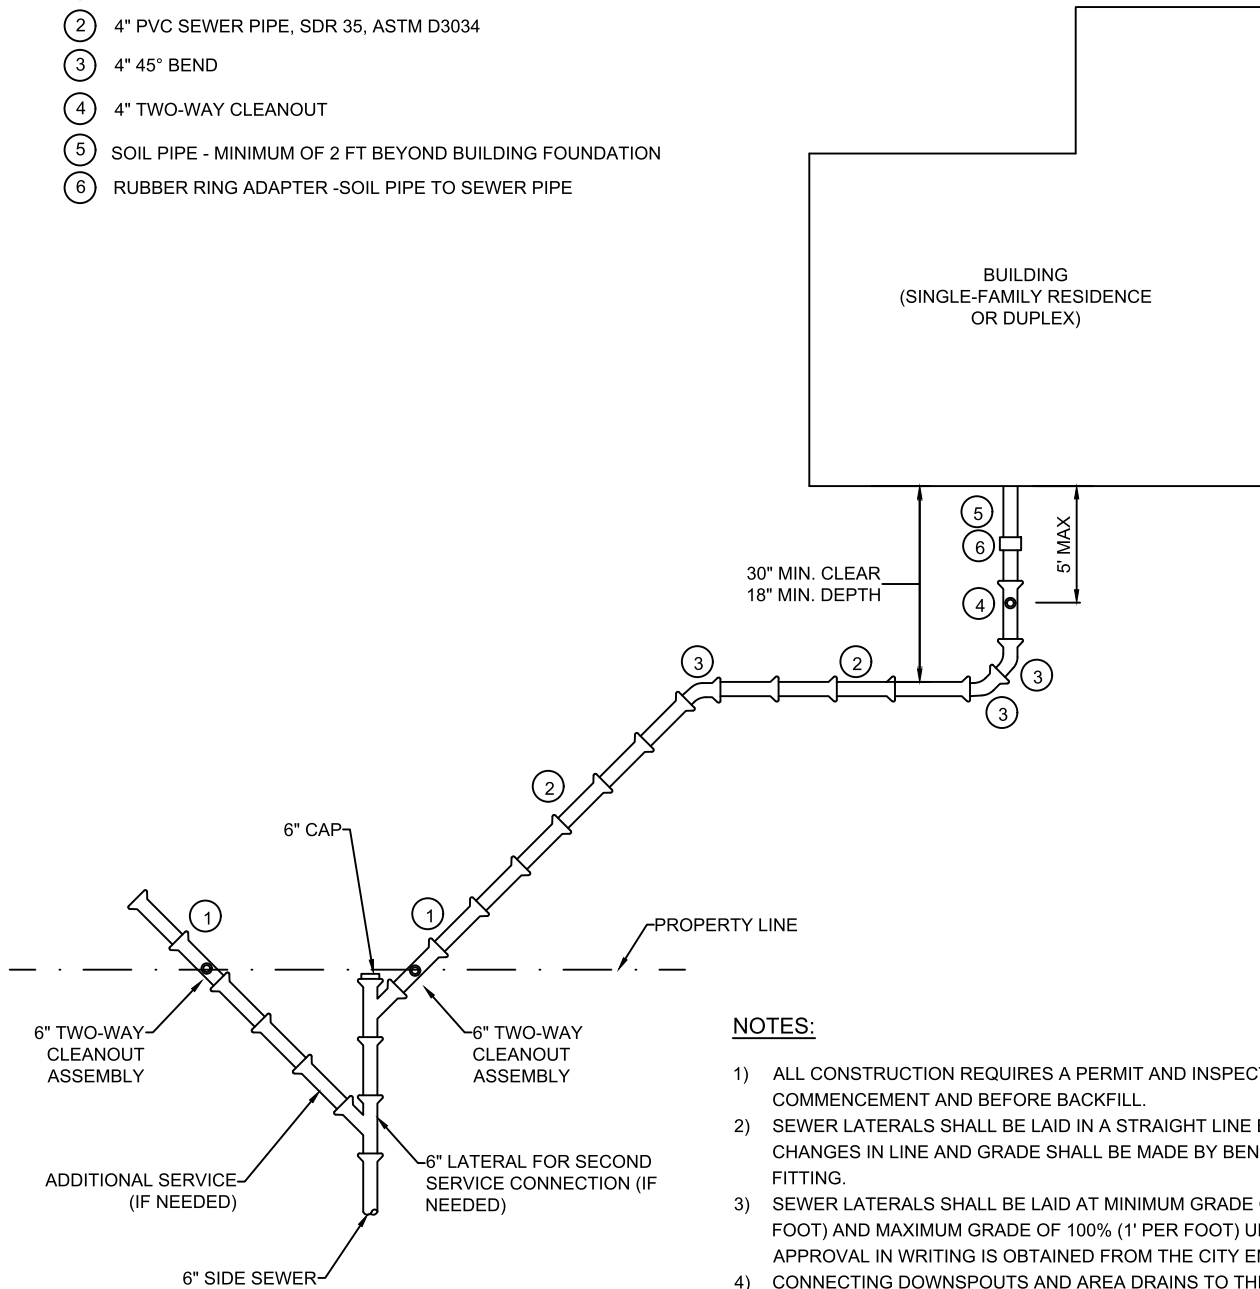 2 4" PVC SEWER PIPE, SDR 35, ASTM D3034
3 4" 45° BEND
4 4" TWO-WAY CLEANOUT
5 SOIL PIPE - MINIMUM OF 2 FT BEYOND BUILDING FOUNDATION
6 RUBBER RING ADAPTER -SOIL PIPE TO SEWER PIPE
BUILDING
(SINGLE-FAMILY RESIDENCE
OR DUPLEX)
5
6
5' MAX
30" MIN. CLEAR
18" MIN. DEPTH
4
3
2
3
3
2
6" CAP
1
1
PROPERTY LINE
6" TWO-WAY
CLEANOUT
ASSEMBLY
6" TWO-WAY
CLEANOUT
ASSEMBLY
ADDITIONAL SERVICE
(IF NEEDED)
6" LATERAL FOR SECOND
SERVICE CONNECTION (IF
NEEDED)
6" SIDE SEWER
NOTES:
1) ALL CONSTRUCTION REQUIRES A PERMIT AND
COMMENCEMENT AND BEFORE BACKFILL.
2) SEWER LATERALS SHALL BE LAID IN A STRAIGHT LINE
CHANGES IN LINE AND GRADE SHALL BE MADE BY
FITTING.
3) SEWER LATERALS SHALL BE LAID AT MINIMUM GRADE
FOOT) AND MAXIMUM GRADE OF 100% (1' PER FOOT)
APPROVAL IN WRITING IS OBTAINED FROM THE CITY
4) CONNECTING DOWNSPOUTS AND AREA DRAINS TO